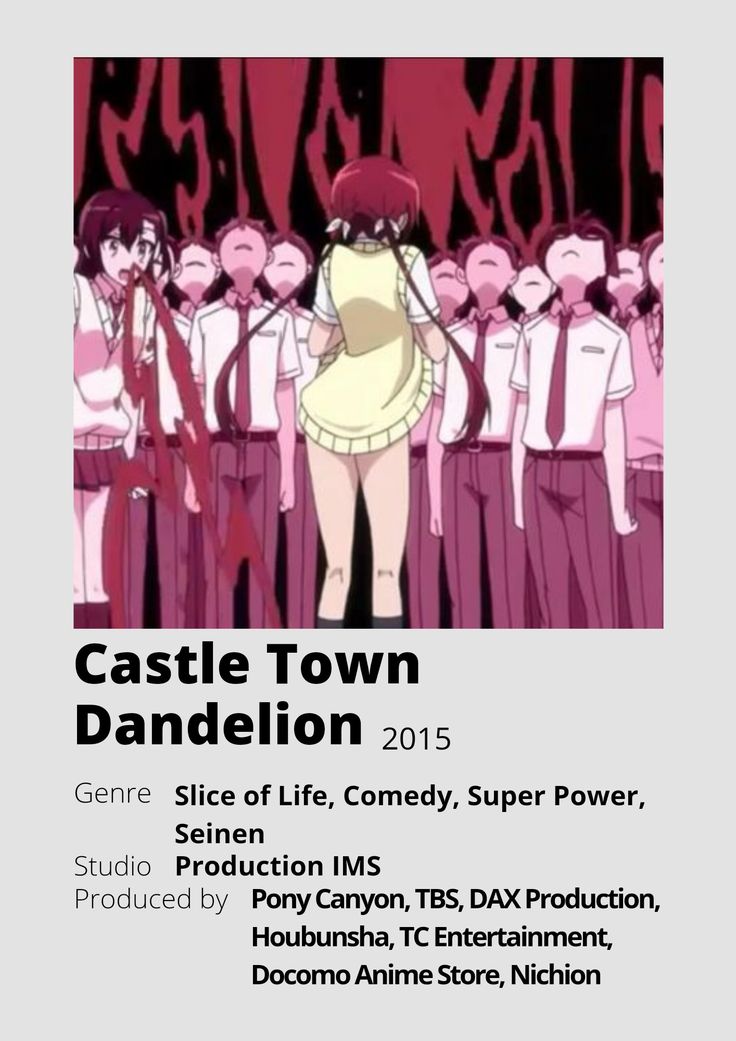 Castle Town
Dandelion 2015
Genre Slice of Life, Comedy, Super Power,
Seinen
Studio Production IMS
Produced by Pony Canyon, TBS, DAX Production,
Houbunsha, TC Entertainment,
Docomo Anime Store, Nichion